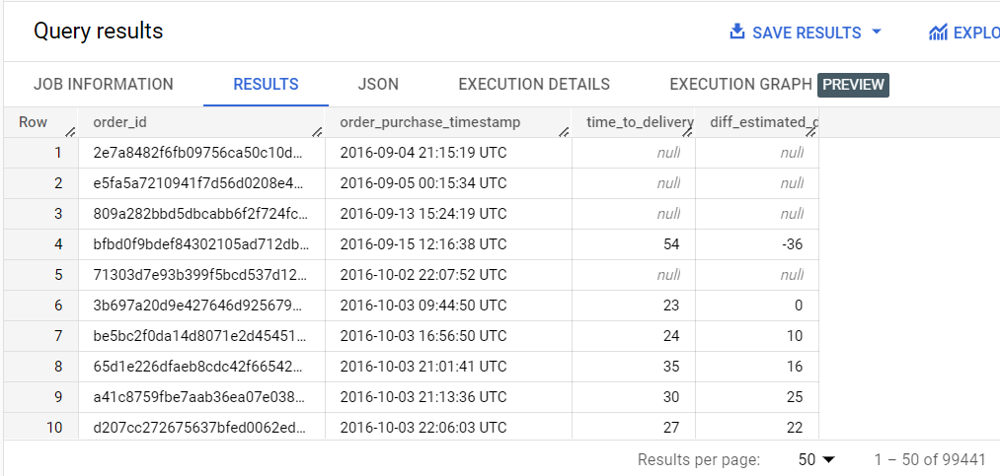 Query results SAVE RESULTS EXPLO
JOB INFORMATION RESULTS JSON EXECUTION DETAILS EXECUTION GRAPH PREVIEW
Row order_id order_purchase_timestamp time_to_delivery diff_estimated_d
1 2e7a8482f6fb09756ca50c10d... 2016-09-04 21:15:19 UTC null null
2 e5fa5a7210941f7d56d0208e4... 2016-09-05 00:15:34 UTC null null
3 809a282bbd5dbcabb6f2f724fc... 2016-09-13 15:24:19 UTC null null
4 bfbd0f9bdef84302105ad712db... 2016-09-15 12:16:38 UTC 54 -36
5 71303d7e93b399f5bcd537d12... 2016-10-02 22:07:52 UTC null null
6 3b697a20d9e427646d925679... 2016-10-03 09:44:50 UTC 23 0
7 be5bc2f0da14d8071e2d45451... 2016-10-03 16:56:50 UTC 24 10
8 65d1e226dfaeb8cdc42f66542... 2016-10-03 21:01:41 UTC 35 16
9 a41c8759fbe7aab36ea07e038... 2016-10-03 21:13:36 UTC 30 25
10 d207cc272675637bfed0062ed... 2016-10-03 22:06:03 UTC 27 22
Results per page: 50 1 – 50 of 99441